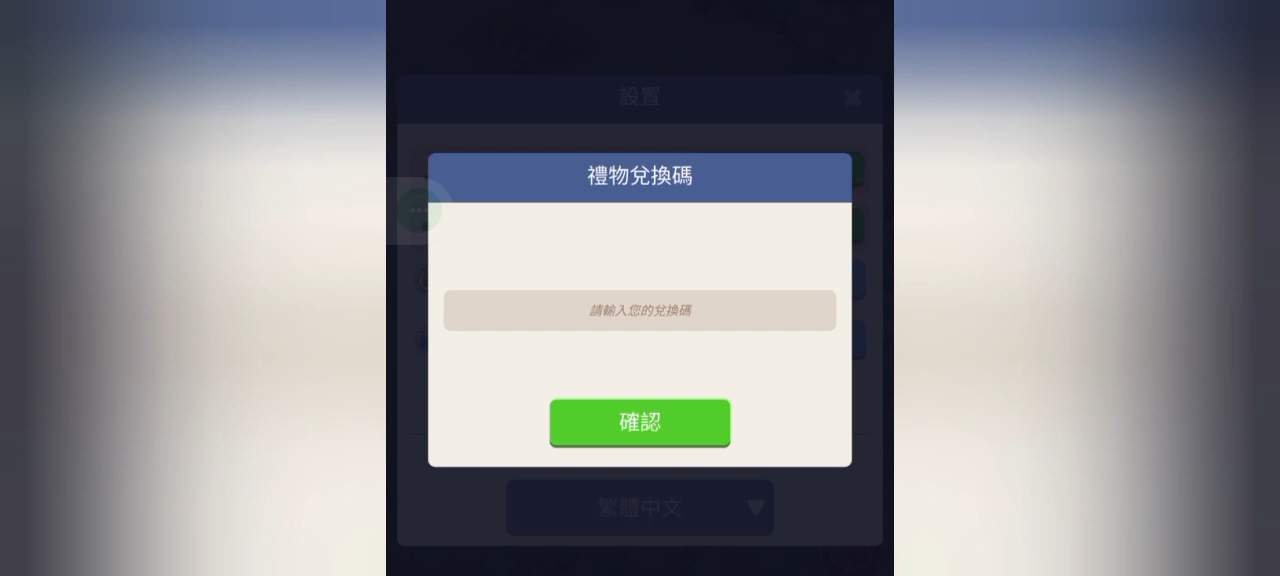 設置
禮物兌換碼
請輸入您的兌換碼
確認
繁體中文